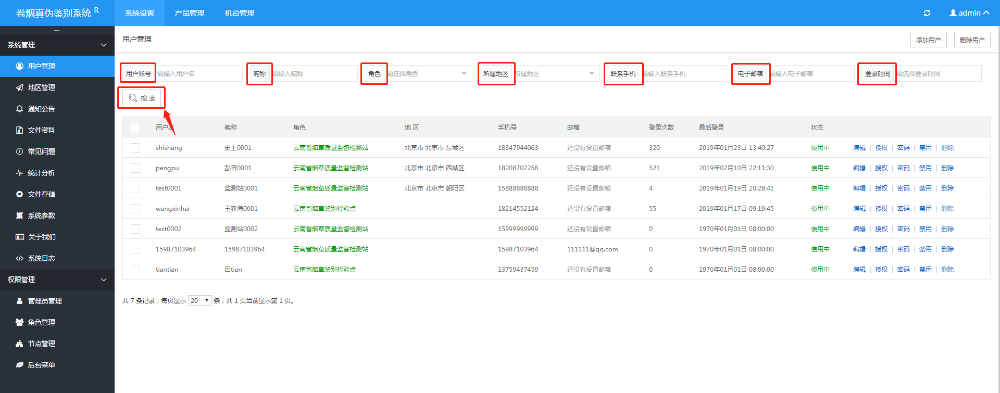 卷烟真伪鉴别系统 R
系统设置 产品管理 机台管理
admin
系统管理
用户管理
地区管理
通知公告
文件资料
常见问题
统计分析
文件存储
系统参数
关于我们
系统日志
权限管理
管理员管理
角色管理
节点管理
后台菜单
用户管理
添加用户 删除用户
用户账号 请输入用户名 昵称 请输入昵称 角色 请选择角色 所属地区 所属地区 联系手机 请输入联系手机 电子邮箱 请输入电子邮箱 登录时间 请选择登录时间
搜 索
用户名 昵称 角色 地 区 手机号 邮箱 登录次数 最后登录 状态
shishang 史上0001 云南省烟草质量监督检测站 北京市 北京市 东城区 18347944063 还没有设置邮箱 320 2019年01月23日 13:40:27 使用中 编辑 | 授权 | 密码 | 禁用 | 删除
pengpu 彭普0001 云南省烟草质量监督检测站 北京市 北京市 西城区 18208702258 还没有设置邮箱 521 2019年02月10日 22:11:30 使用中 编辑 | 授权 | 密码 | 禁用 | 删除
test0001 监测站0001 云南省烟草质量监督检测站 北京市 北京市 朝阳区 15888888888 还没有设置邮箱 4 2019年01月19日 20:28:41 使用中 编辑 | 授权 | 密码 | 禁用 | 删除
wangxinhai 王新海0001 云南省烟草鉴别检验点 18214552124 还没有设置邮箱 55 2019年01月17日 09:19:45 使用中 编辑 | 授权 | 密码 | 禁用 | 删除
test0002 监测站0002 云南省烟草质量监督检测站 15999999999 还没有设置邮箱 0 1970年01月01日 08:00:00 使用中 编辑 | 授权 | 密码 | 禁用 | 删除
15987103964 15987103964 云南省烟草质量监督检测站 15987103964 111111@qq.com 0 1970年01月01日 08:00:00 使用中 编辑 | 授权 | 密码 | 禁用 | 删除
tiantian 田tian 云南省烟草鉴别检验点 13759437459 还没有设置邮箱 0 1970年01月01日 08:00:00 使用中 编辑 | 授权 | 密码 | 禁用 | 删除
共 7 条记录，每页显示 20 条，共 1 页当前显示第 1 页。